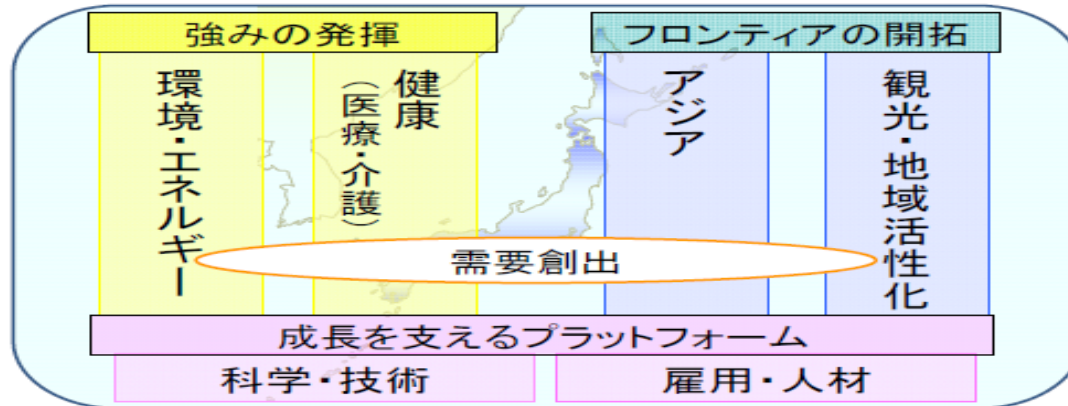 強みの発揮
フロンティアの開拓
環境・エネルギー
健康
（医療・介護）
アジア
観光・地域活性化
需要創出
成長を支えるプラットフォーム
科学・技術
雇用・人材